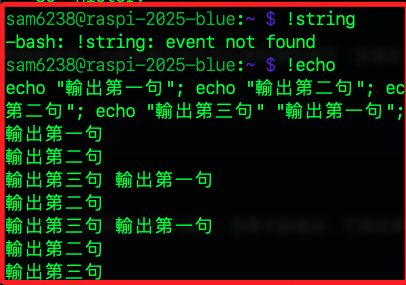 sam6238@raspi-2025-blue:~ $ !string
-bash: !string: event not found
sam6238@raspi-2025-blue:~ $ !echo
echo "輸出第一句"; echo "輸出第二句"; ec
第二句"; echo "輸出第三句" "輸出第一句";
輸出第一句
輸出第二句
輸出第三句 輸出第一句
輸出第二句
輸出第三句 輸出第一句
輸出第二句
輸出第三句